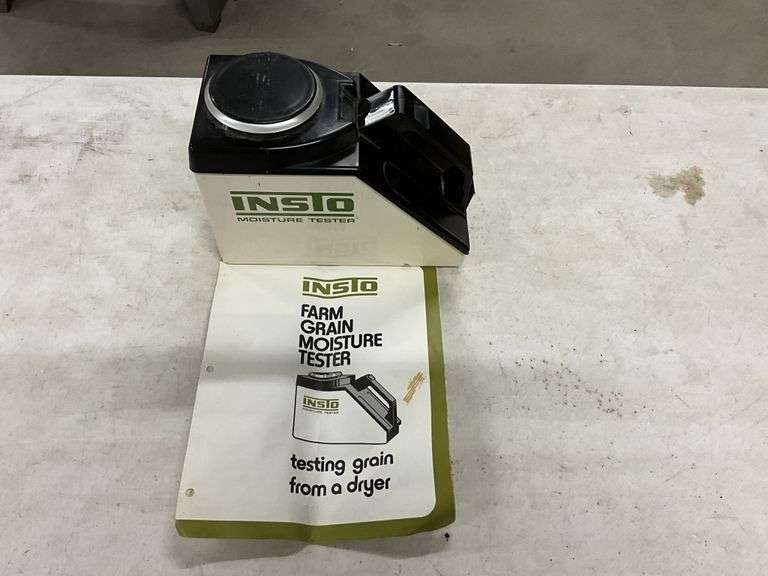 INSTO
MOISTURE TESTER
INSTO
FARM
GRAIN
MOISTURE
TESTER
INSTO
MOISTURE TESTER
testing grain
from a dryer